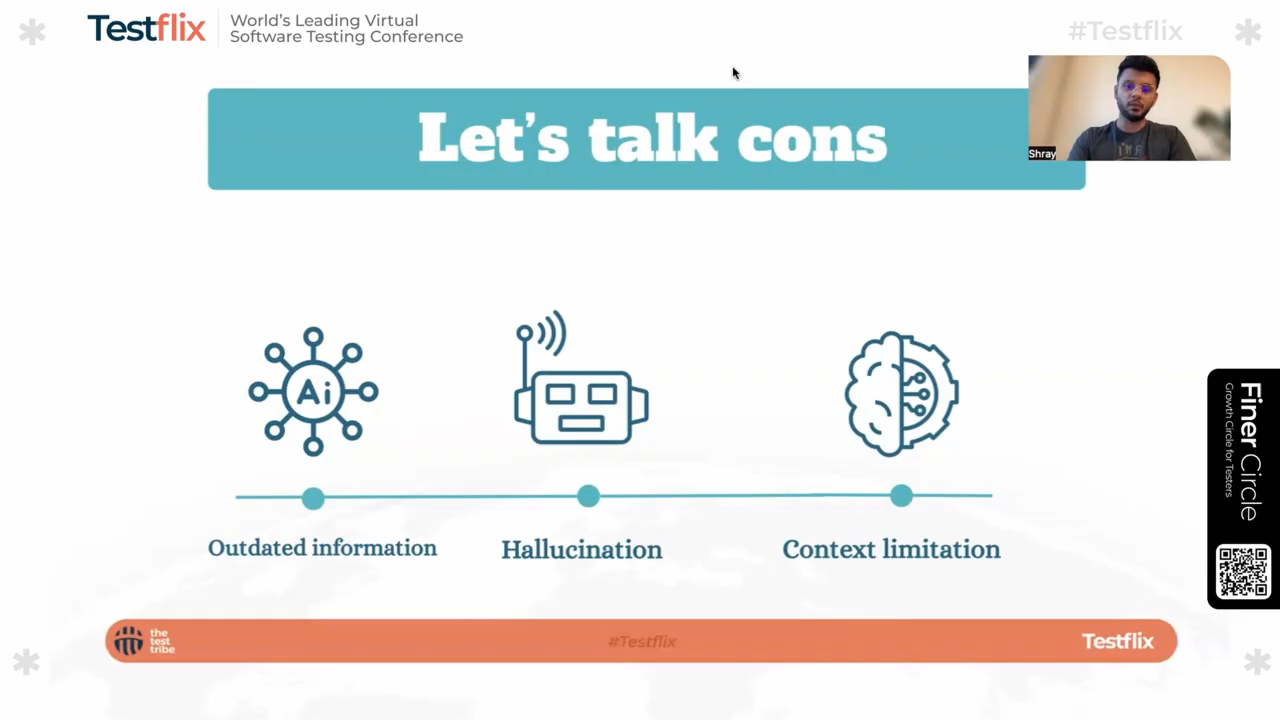 Testflix
World's Leading Virtual
Software Testing Conference
#Testflix
Let's talk cons
Shray
Ai
Outdated information
Hallucination
Context limitation
Finer Circle
Growth Circle for Testers
the
test
tribe
#Testflix
Testflix